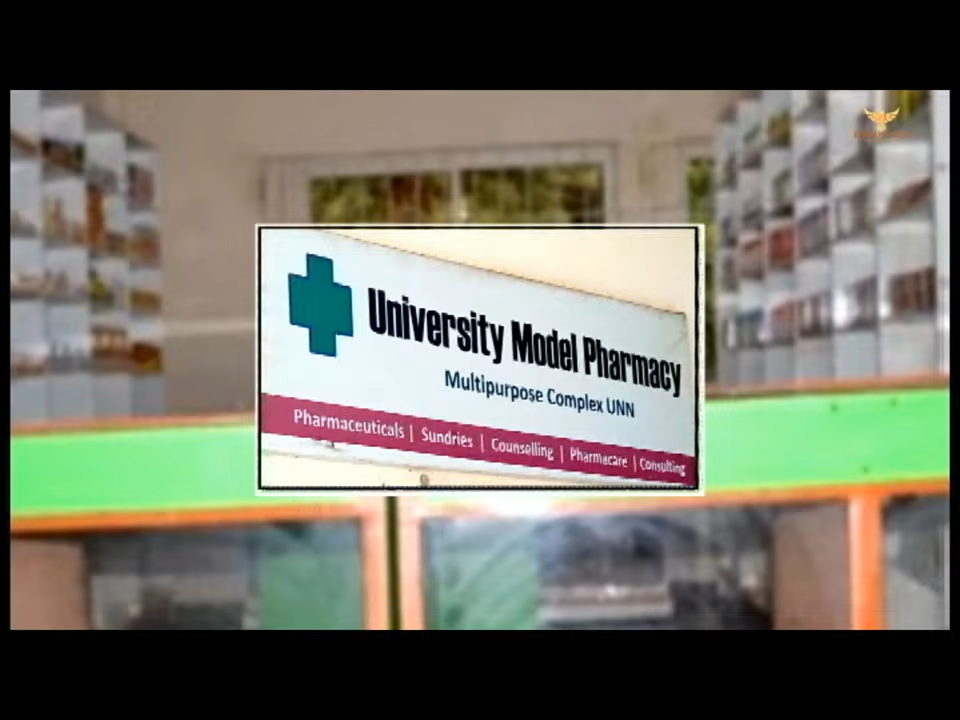 University Model Pharmacy
Multipurpose Complex UNN
Pharmaceuticals | Sundries | Counselling | Pharmacare | Consulting